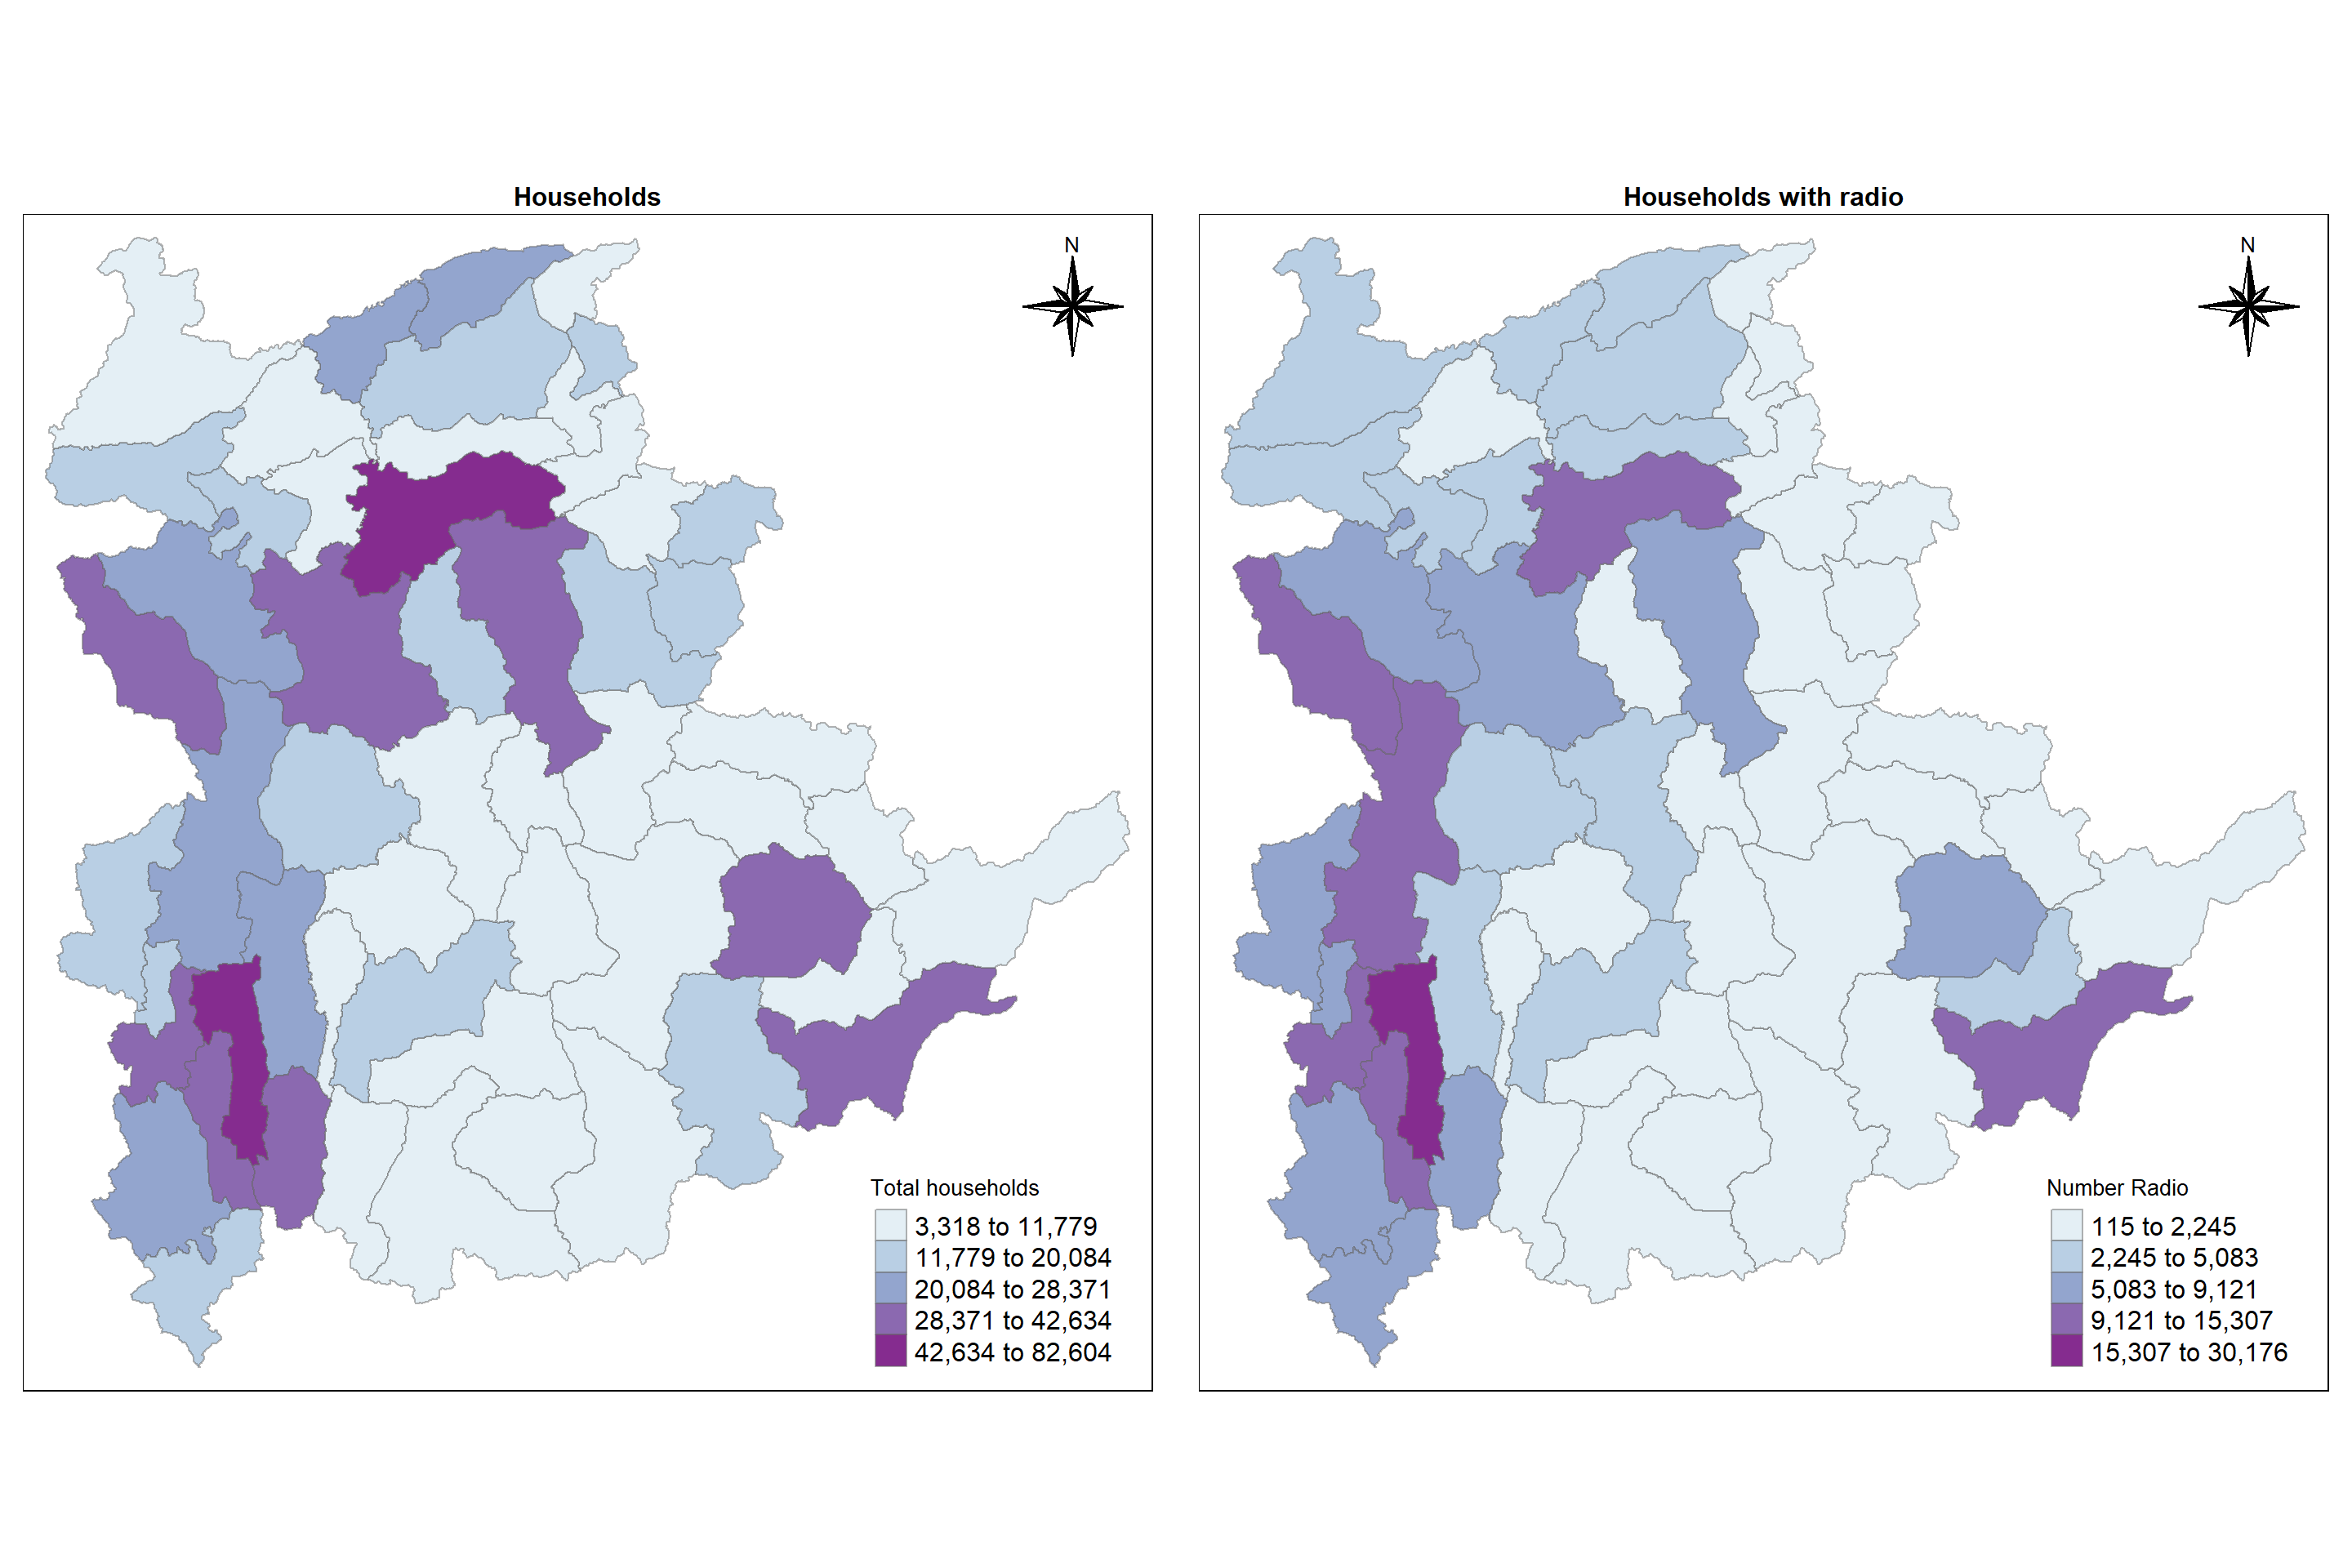 Households
N
Total households
3,318 to 11,779
11,779 to 20,084
20,084 to 28,371
28,371 to 42,634
42,634 to 82,604
Households with radio
N
Number Radio
115 to 2,245
2,245 to 5,083
5,083 to 9,121
9,121 to 15,307
15,307 to 30,176